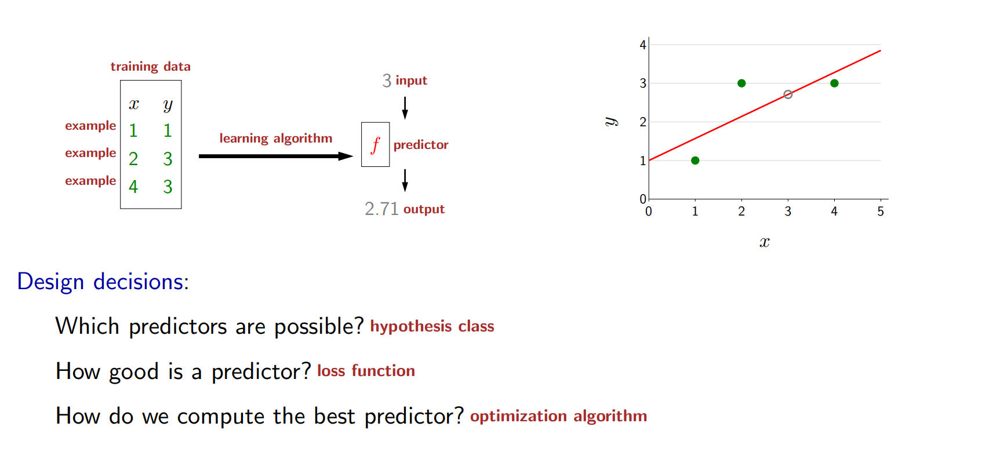 training data
x y
example 1 1
example 2 3
example 4 3
learning algorithm
3 input
f predictor
2.71 output
4
3
2
1
0
0 1 2 3 4 5
y
x
Design decisions:
Which predictors are possible? hypothesis class
How good is a predictor? loss function
How do we compute the best predictor? optimization algorithm